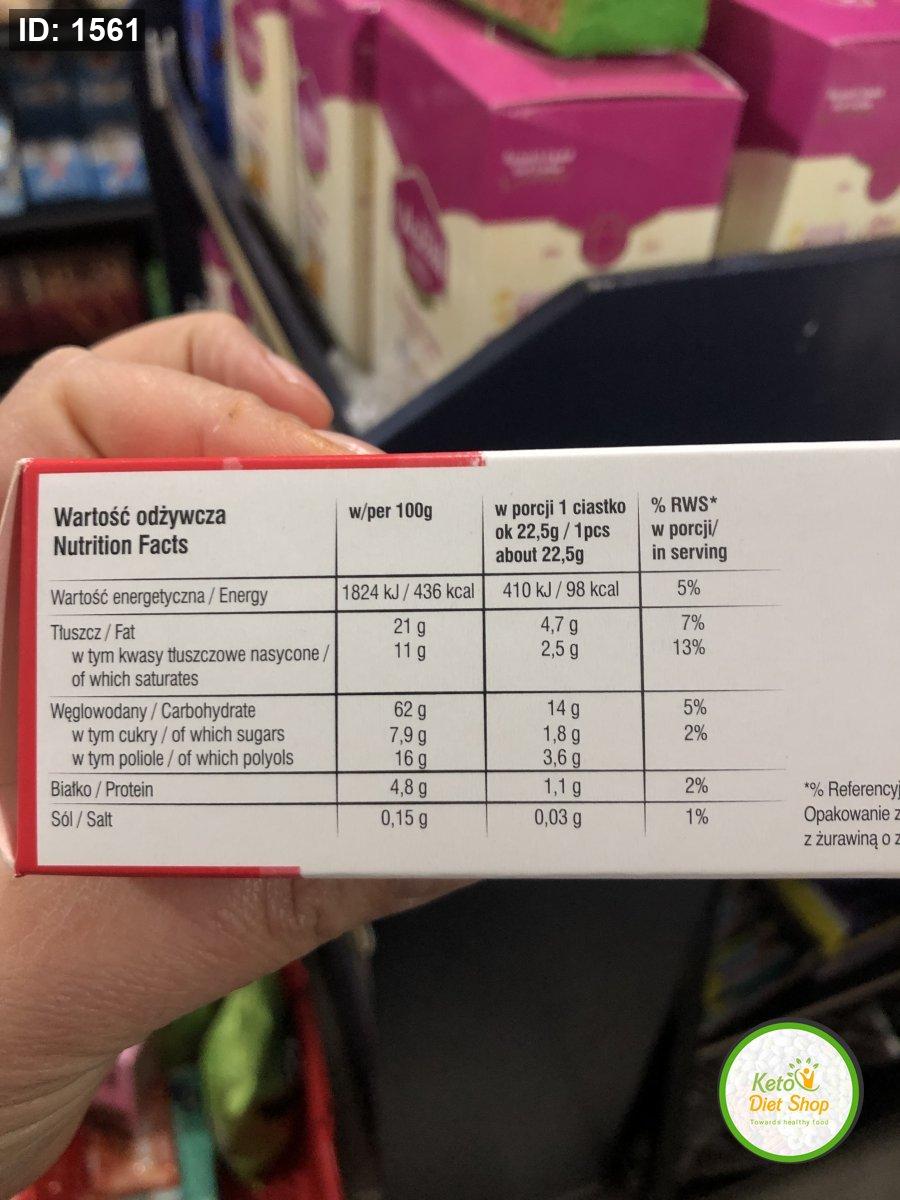 ID: 1561
Wartość odżywcza
Nutrition Facts
w/per 100g
w porcji 1 ciastko
ok 22,5g / 1pcs
about 22,5g
% RWS*
w porcji/
in serving
Wartość energetyczna / Energy 1824 kJ / 436 kcal 410 kJ / 98 kcal 5%
Tłuszcz / Fat 21 g 4,7 g 7%
w tym kwasy tłuszczowe nasycone / 11 g 2,5 g 13%
of which saturates
Węglowodany / Carbohydrate 62 g 14 g 5%
w tym cukry / of which sugars 7,9 g 1,8 g 2%
w tym poliole / of which polyols 16 g 3,6 g
Białko / Protein 4,8 g 1,1 g 2%
Sól / Salt 0,15 g 0,03 g 1%
*% Referencyj
Opakowanie z
z żurawiną o z
Keto
Diet Shop
Towards healthy food